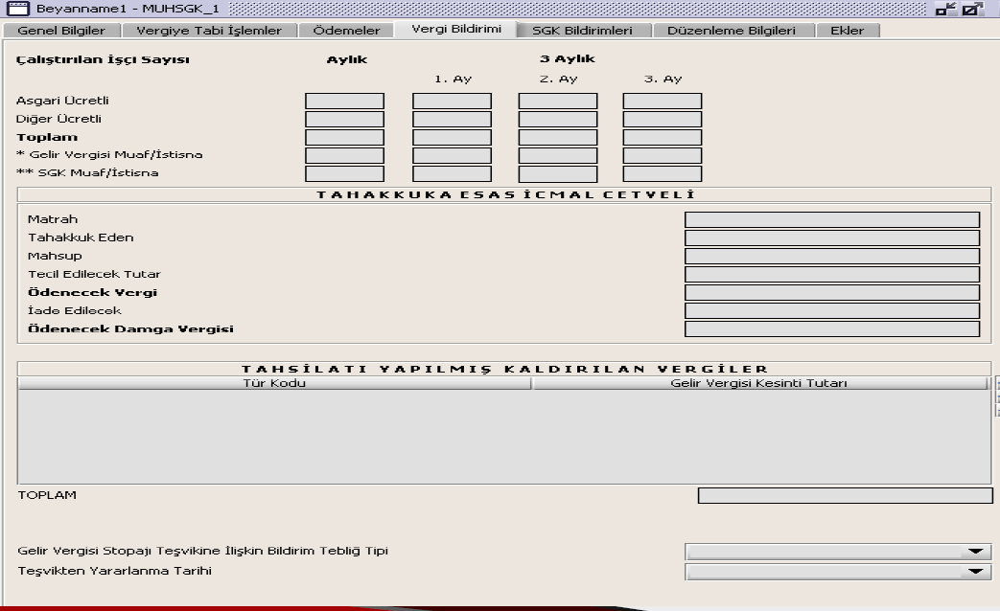 Beyanname1 - MUHSGK_1
Genel Bilgiler Vergiye Tabi İşlemler Ödemeler Vergi Bildirimi SGK Bildirimleri Düzenleme Bilgileri Ekler
Çalıştırılan İşçi Sayısı Aylık 3 Aylık
1. Ay 2. Ay 3. Ay
Asgari Ücretli
Diğer Ücretli
Toplam
* Gelir Vergisi Muaf/İstisna
** SGK Muaf/İstisna
TAHAKKUKA ESAS İCMAL CETVELİ
Matrah
Tahakkuk Eden
Mahsup
Tecil Edilecek Tutar
Ödenecek Vergi
İade Edilecek
Ödenecek Damga Vergisi
TAHSİLATI YAPILMIŞ KALDIRILAN VERGİLER
Tür Kodu Gelir Vergisi Kesinti Tutarı
TOPLAM
Gelir Vergisi Stopajı Teşvikine İlişkin Bildirim Tebliğ Tipi
Teşvikten Yararlanma Tarihi